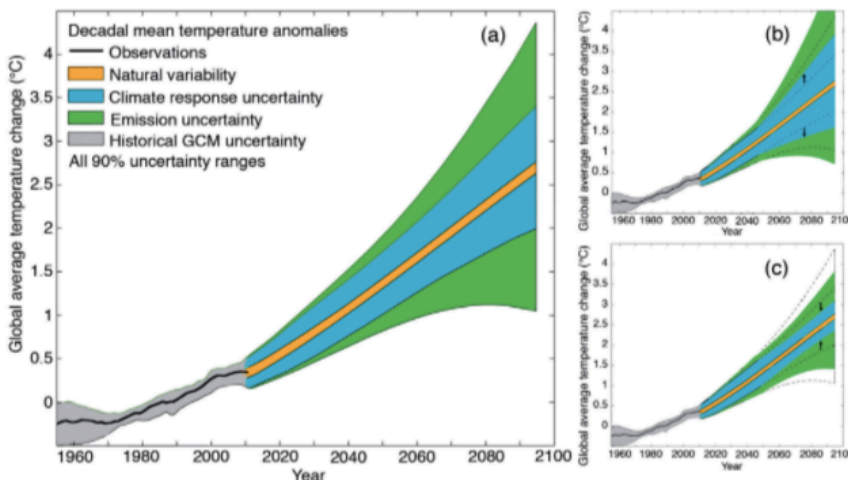 Decadal mean temperature anomalies
Observations
Natural variability
Climate response uncertainty
Emission uncertainty
Historical GCM uncertainty
All 90% uncertainty ranges
(a)
Global average temperature change (°C)
4
3.5
3
2.5
2
1.5
1
0.5
0
1960 1980 2000 2020 2040 2060 2080 2100
Year
(b)
Global average temperature change (°C)
4
3.5
3
2.5
2
1.5
1
0.5
0
1960 1980 2000 2020 2040 2060 2080 2100
Year
(c)
Global average temperature change (°C)
4
3.5
3
2.5
2
1.5
1
0.5
0
1960 1980 2000 2020 2040 2060 2080 2100
Year